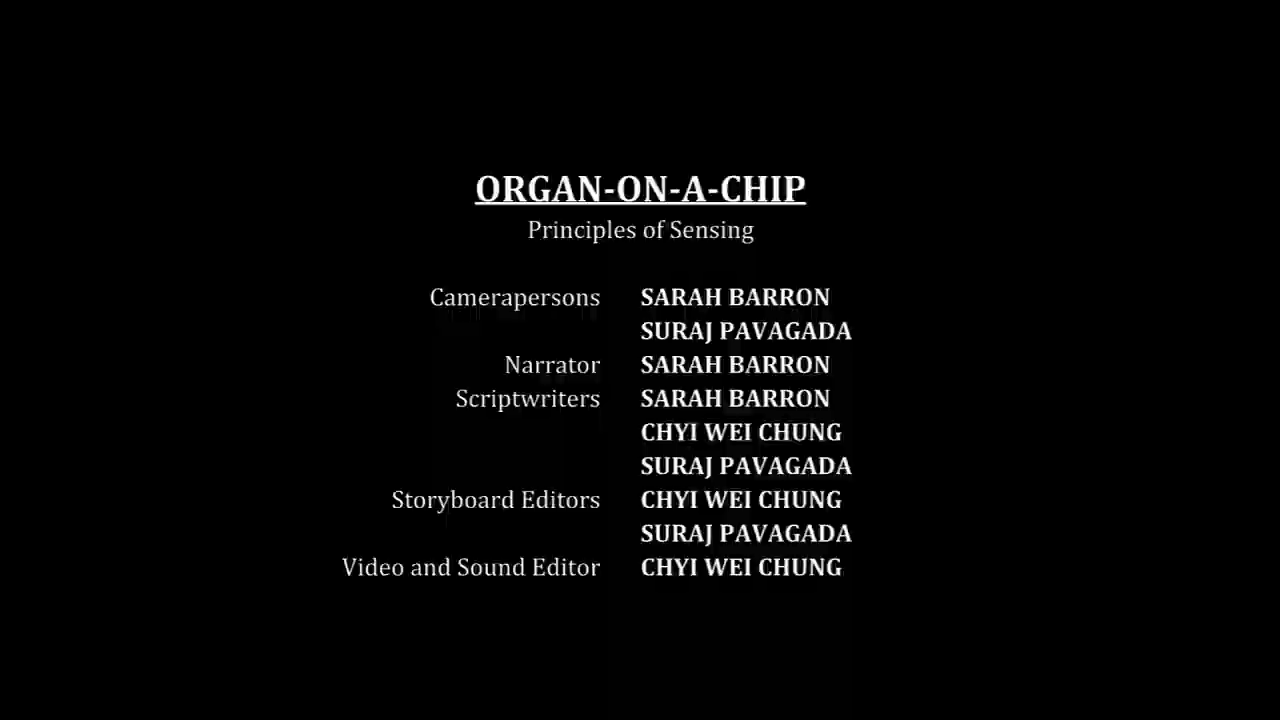 ORGAN-ON-A-CHIP
Principles of Sensing
Camerapersons SARAH BARRON
SURAJ PAVAGADA
Narrator SARAH BARRON
Scriptwriters SARAH BARRON
CHYI WEI CHUNG
SURAJ PAVAGADA
Storyboard Editors CHYI WEI CHUNG
SURAJ PAVAGADA
Video and Sound Editor CHYI WEI CHUNG